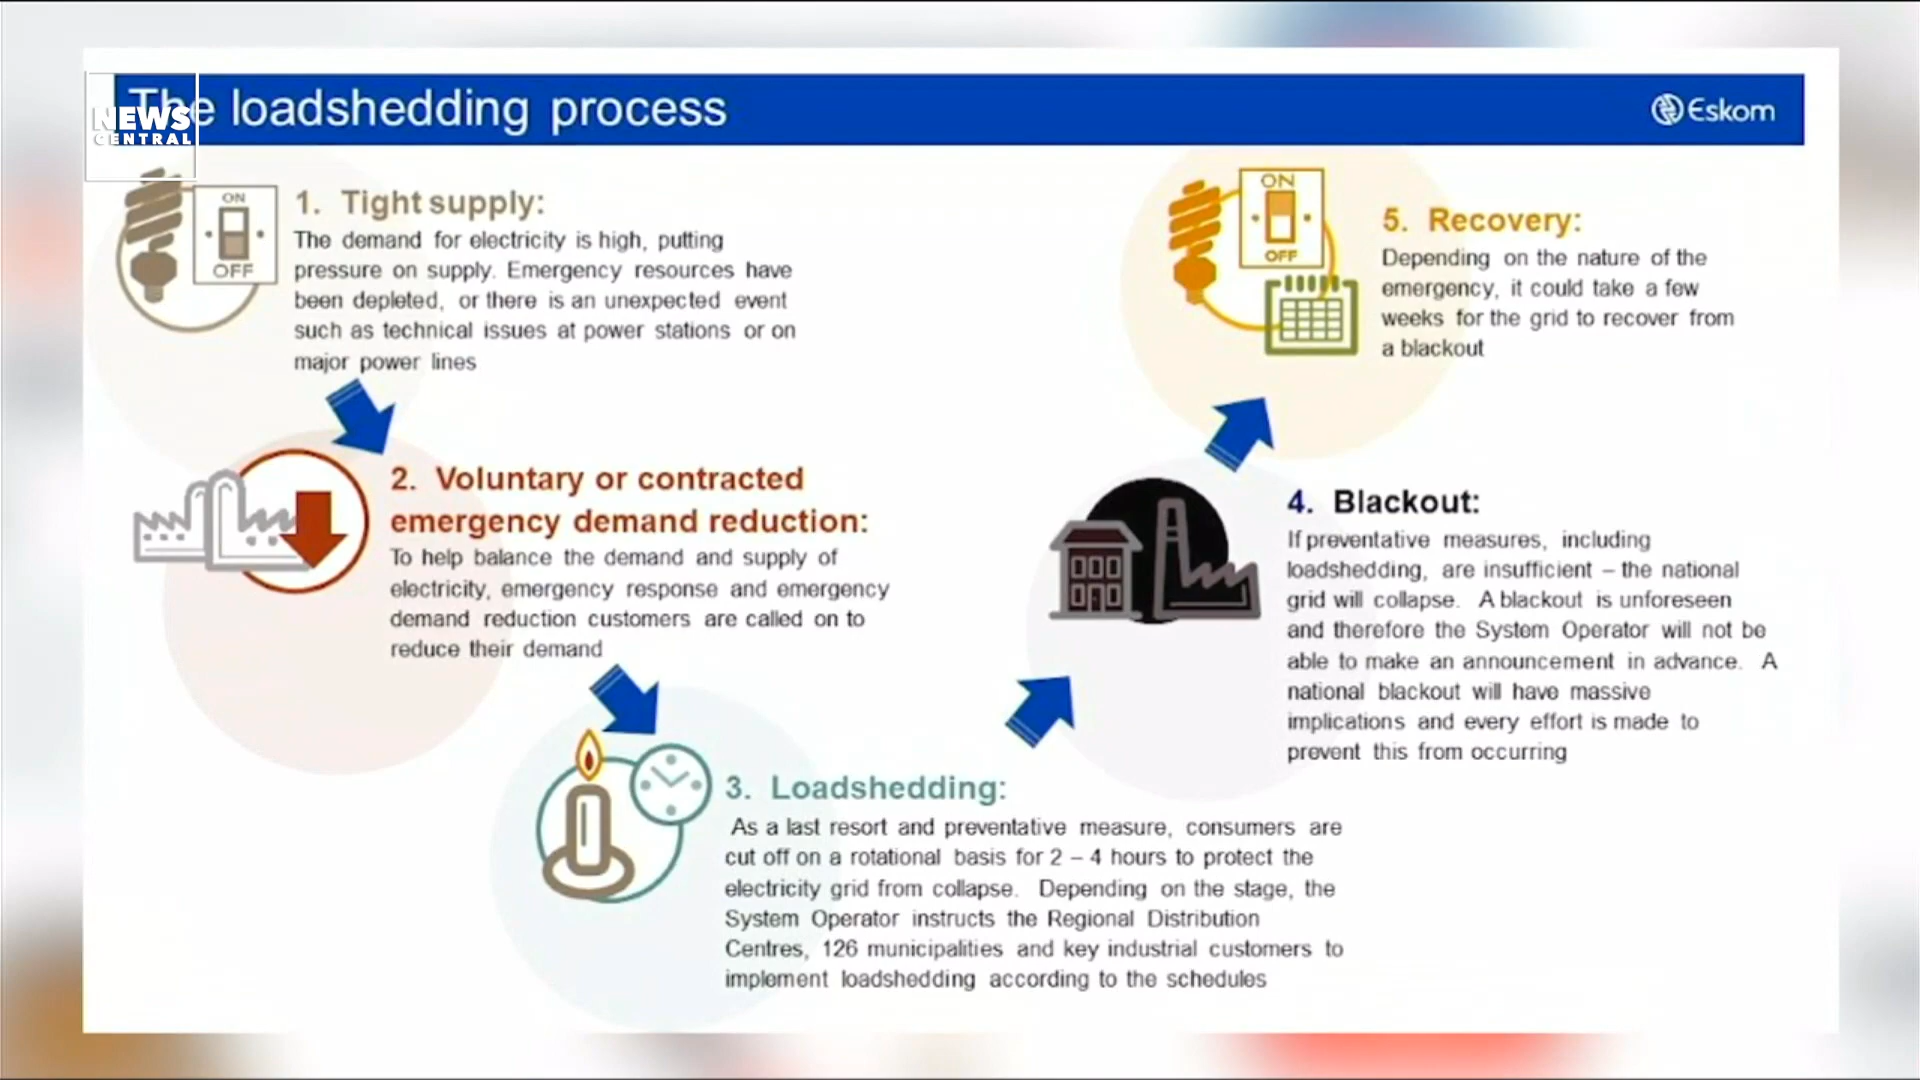 The loadshedding process
NEWS
CENTRAL
Eskom
ON
OFF
1. Tight supply:
The demand for electricity is high, putting
pressure on supply. Emergency resources have
been depleted, or there is an unexpected event
such as technical issues at power stations or on
major power lines
2. Voluntary or contracted
emergency demand reduction:
To help balance the demand and supply of
electricity, emergency response and emergency
demand reduction customers are called on to
reduce their demand
3. Loadshedding:
As a last resort and preventative measure, consumers are
cut off on a rotational basis for 2 – 4 hours to protect the
electricity grid from collapse. Depending on the stage, the
System Operator instructs the Regional Distribution
Centres, 126 municipalities and key industrial customers to
implement loadshedding according to the schedules
4. Blackout:
If preventative measures, including
loadshedding, are insufficient – the national
grid will collapse. A blackout is unforeseen
and therefore the System Operator will not be
able to make an announcement in advance. A
national blackout will have massive
implications and every effort is made to
prevent this from occurring
ON
OFF
5. Recovery:
Depending on the nature of the
emergency, it could take a few
weeks for the grid to recover from
a blackout